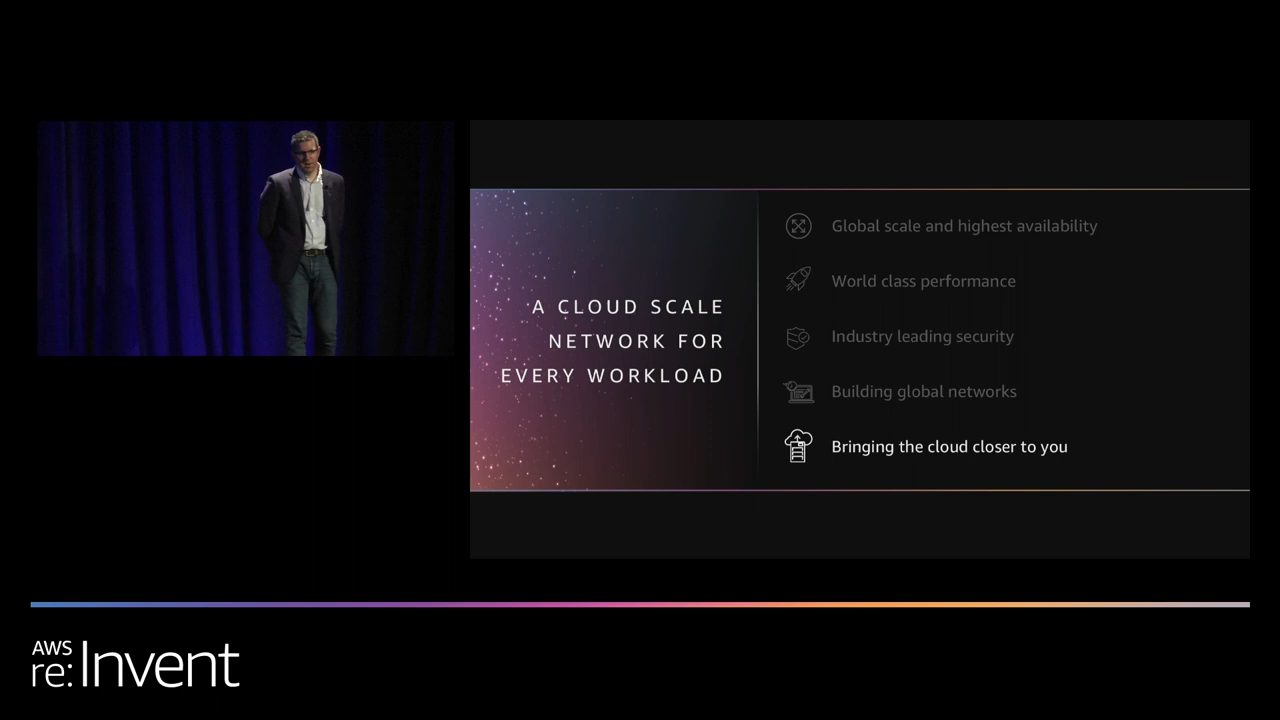 A CLOUD SCALE
NETWORK FOR
EVERY WORKLOAD
Global scale and highest availability
World class performance
Industry leading security
Building global networks
Bringing the cloud closer to you
AWS
re:Invent